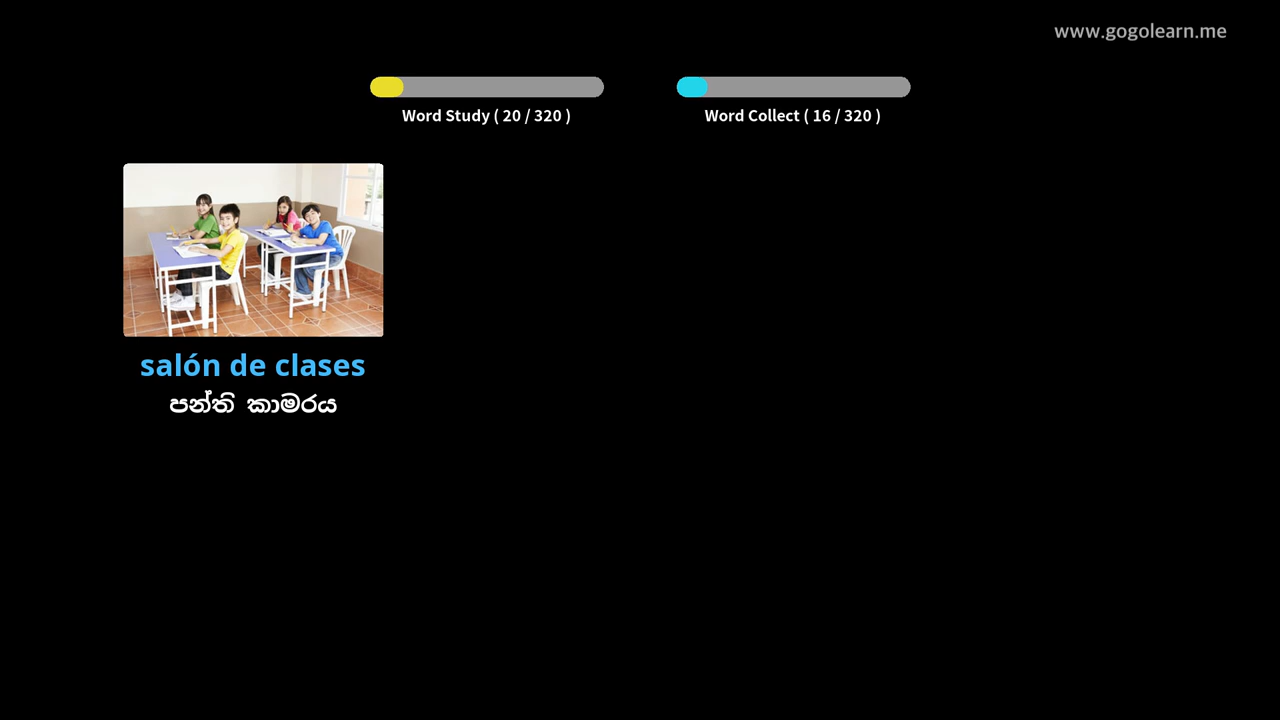 www.gogolearn.me
Word Study ( 20 / 320 )
Word Collect ( 16 / 320 )
salón de clases
පන්ති කාමරය